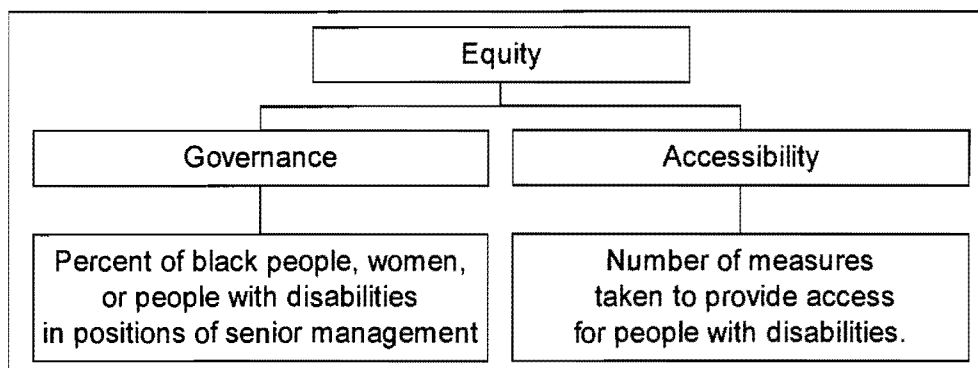 Equity
Governance
Accessibility
Percent of black people, women,
or people with disabilities
in positions of senior management
Number of measures
taken to provide access
for people with disabilities.